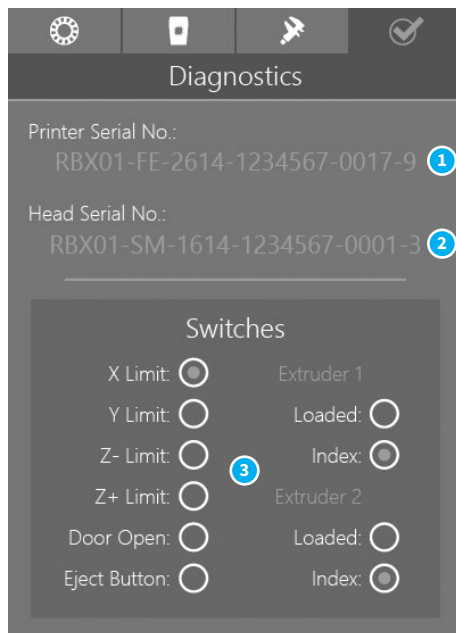 Diagnostics
Printer Serial No.:
RBX01-FE-2614-1234567-0017-9 1
Head Serial No.:
RBX01-SM-1614-1234567-0001-3 2
Switches
X Limit: Extruder 1
Y Limit: Loaded:
Z- Limit: Index:
3
Z+ Limit: Extruder 2
Door Open: Loaded:
Eject Button: Index: